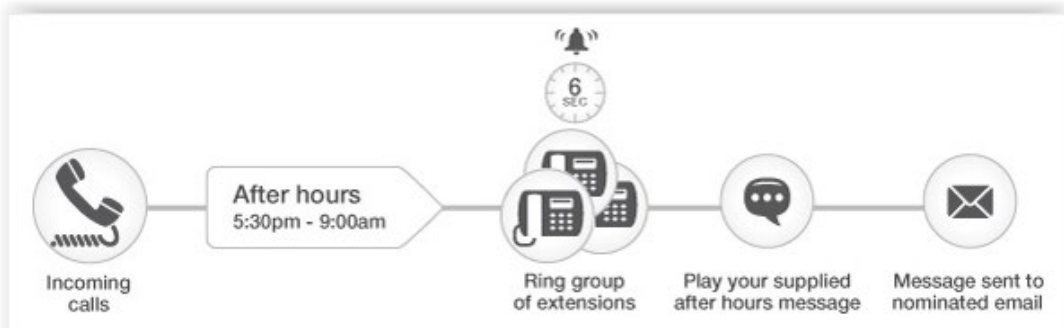 6
SEC
After hours
5:30pm - 9:00am
Incoming
calls
Ring group
of extensions
Play your supplied
after hours message
Message sent to
nominated email